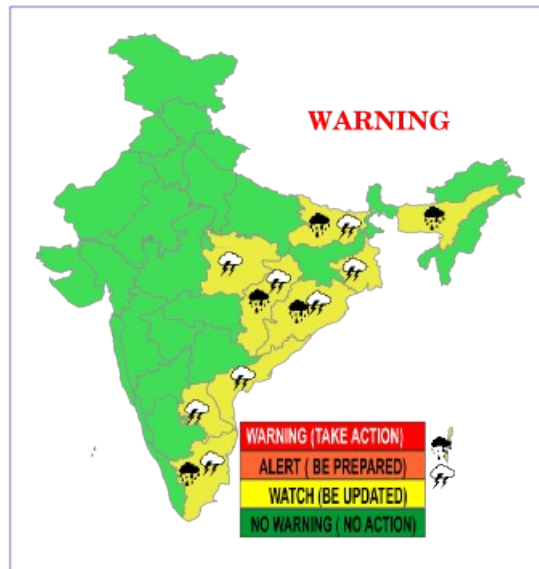 WARNING
WARNING (TAKE ACTION)
ALERT ( BE PREPARED)
WATCH (BE UPDATED)
NO WARNING ( NO ACTION)